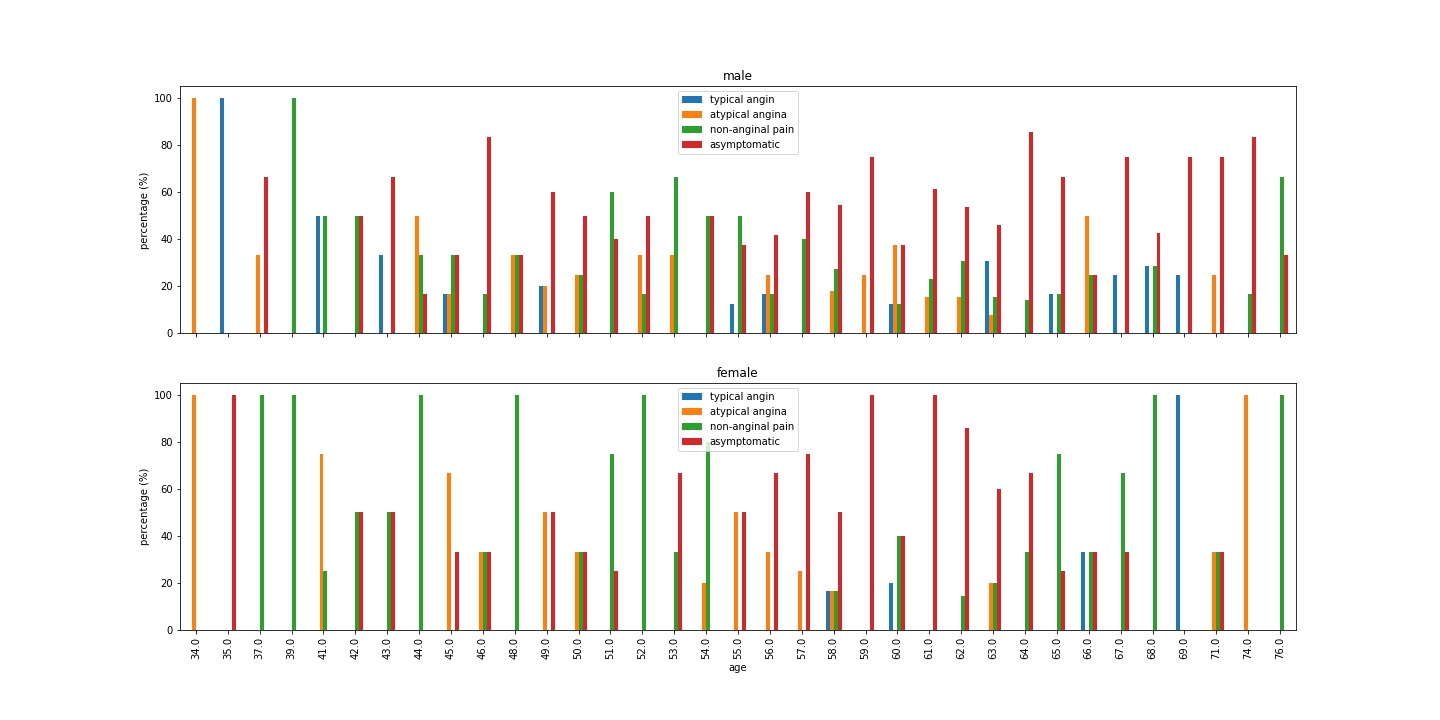 male
typical angin
atypical angina
non-anginal pain
asymptomatic
percentage (%)
100
80
60
40
20
0
female
typical angin
atypical angina
non-anginal pain
asymptomatic
percentage (%)
100
80
60
40
20
0
34.0 35.0 37.0 39.0 41.0 42.0 43.0 44.0 45.0 46.0 48.0 49.0 50.0 51.0 52.0 53.0 54.0 55.0 56.0 57.0 58.0 59.0 60.0 61.0 62.0 63.0 64.0 65.0 66.0 67.0 68.0 69.0 71.0 74.0 76.0
age